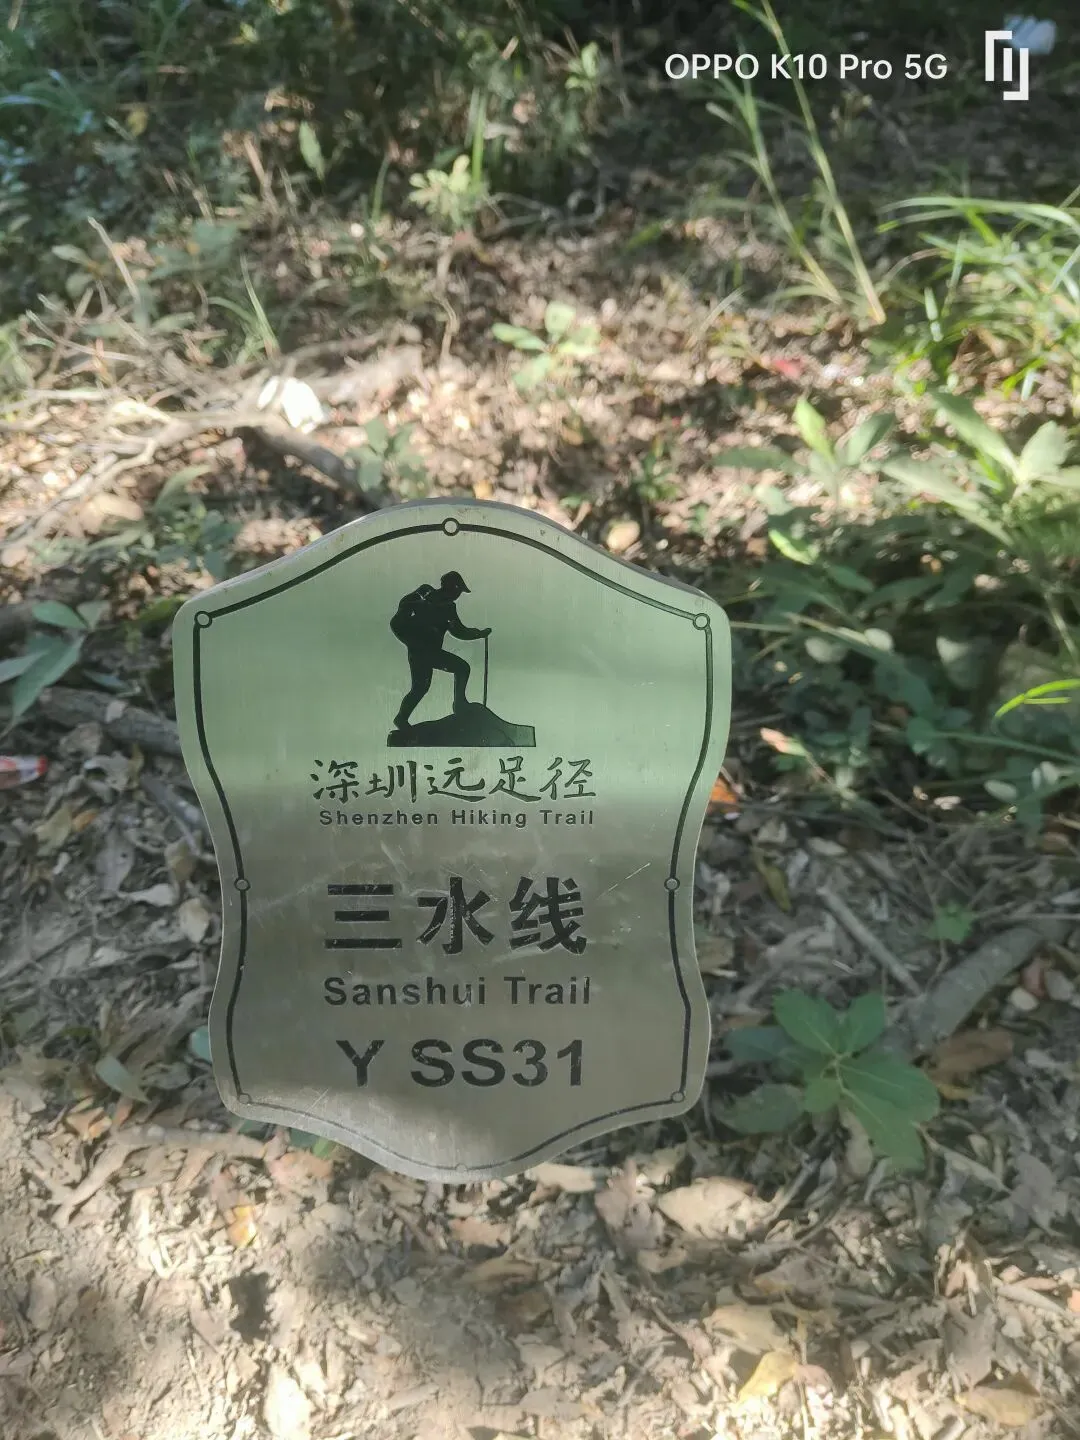 OPPO K10 Pro 5G
深圳远足径
Shenzhen Hiking Trail
三水线
Sanshui Trail
Y SS31